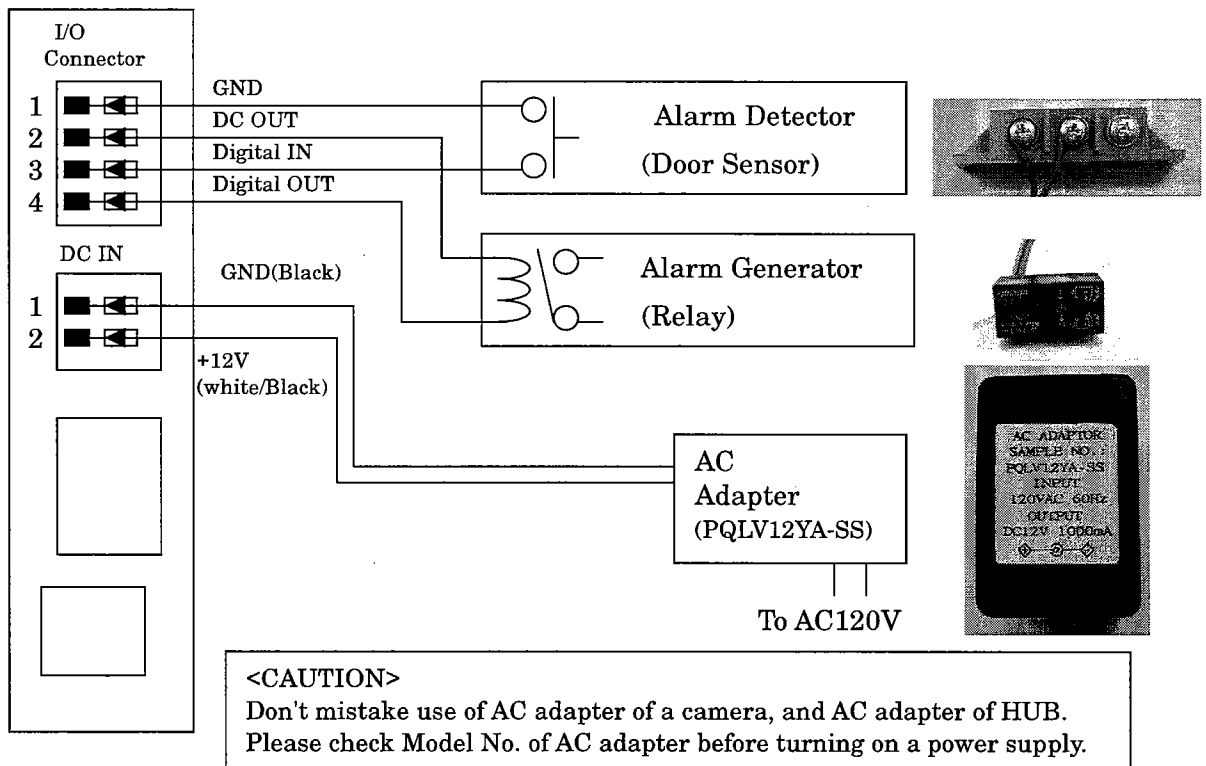 I/O
Connector
1
2
3
4
GND
DC OUT
Digital IN
Digital OUT
Alarm Detector
(Door Sensor)
DC IN
1
2
GND(Black)
+12V
(white/Black)
Alarm Generator
(Relay)
AC
Adapter
(PQLV12YA-SS)
To AC120V
AC ADAPTOR
SAMPLE NO.
PQLV12YA-SS
INPUT
120VAC 60Hz
OUTPUT
DC12V 1000mA
<CAUTION>
Don't mistake use of AC adapter of a camera, and AC adapter of HUB.
Please check Model No. of AC adapter before turning on a power supply.